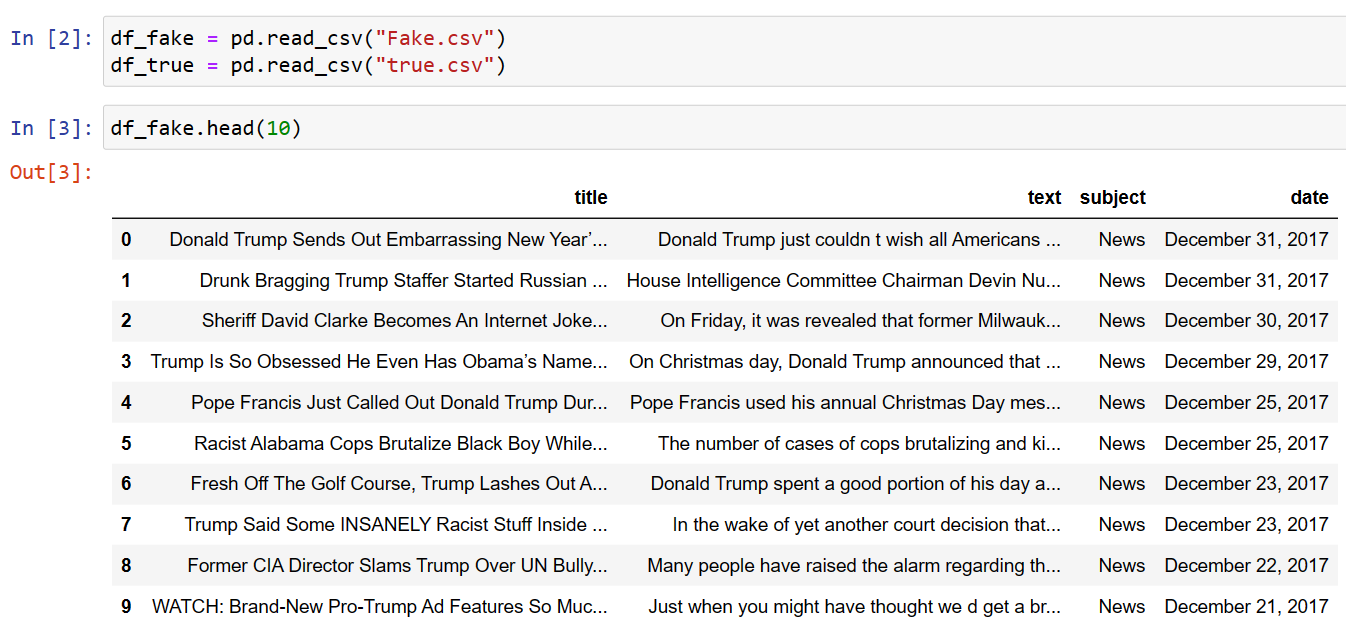 In [2]: df_fake = pd.read_csv("Fake.csv")
df_true = pd.read_csv("true.csv")
In [3]: df_fake.head(10)
Out[3]:
title text subject date
0 Donald Trump Sends Out Embarrassing New Year’... Donald Trump just couldn t wish all Americans ... News December 31, 2017
1 Drunk Bragging Trump Staffer Started Russian ... House Intelligence Committee Chairman Devin Nu... News December 31, 2017
2 Sheriff David Clarke Becomes An Internet Joke... On Friday, it was revealed that former Milwauk... News December 30, 2017
3 Trump Is So Obsessed He Even Has Obama’s Name... On Christmas day, Donald Trump announced that ... News December 29, 2017
4 Pope Francis Just Called Out Donald Trump Dur... Pope Francis used his annual Christmas Day mes... News December 25, 2017
5 Racist Alabama Cops Brutalize Black Boy While... The number of cases of cops brutalizing and ki... News December 25, 2017
6 Fresh Off The Golf Course, Trump Lashes Out A... Donald Trump spent a good portion of his day a... News December 23, 2017
7 Trump Said Some INSANELY Racist Stuff Inside ... In the wake of yet another court decision that... News December 23, 2017
8 Former CIA Director Slams Trump Over UN Bully... Many people have raised the alarm regarding th... News December 22, 2017
9 WATCH: Brand-New Pro-Trump Ad Features So Muc... Just when you might have thought we d get a br... News December 21, 2017